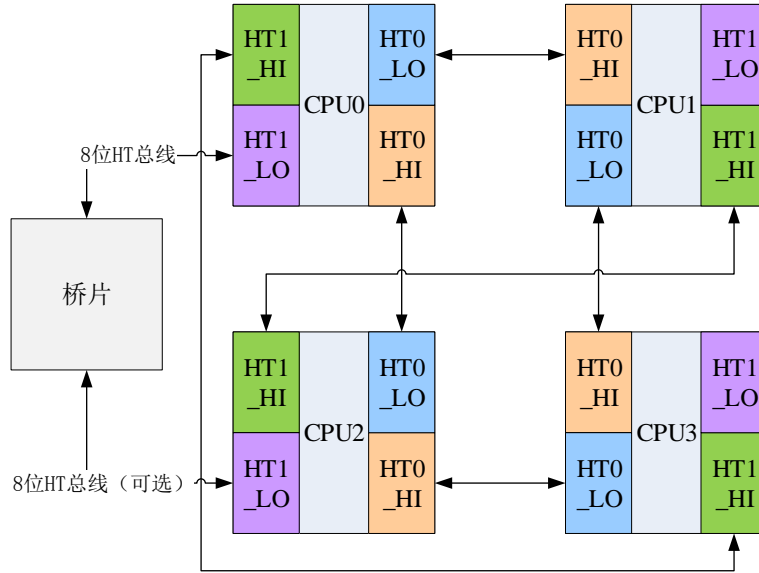 HT1
_HI
HT0
_LO
CPU0
HT1
_LO
HT0
_HI
HT0
_HI
HT1
_LO
CPU1
HT0
_LO
HT1
_HI
8位HT总线
桥片
HT1
_HI
HT0
_LO
CPU2
HT1
_LO
HT0
_HI
HT0
_HI
HT1
_LO
CPU3
HT0
_LO
HT1
_HI
8位HT总线（可选）